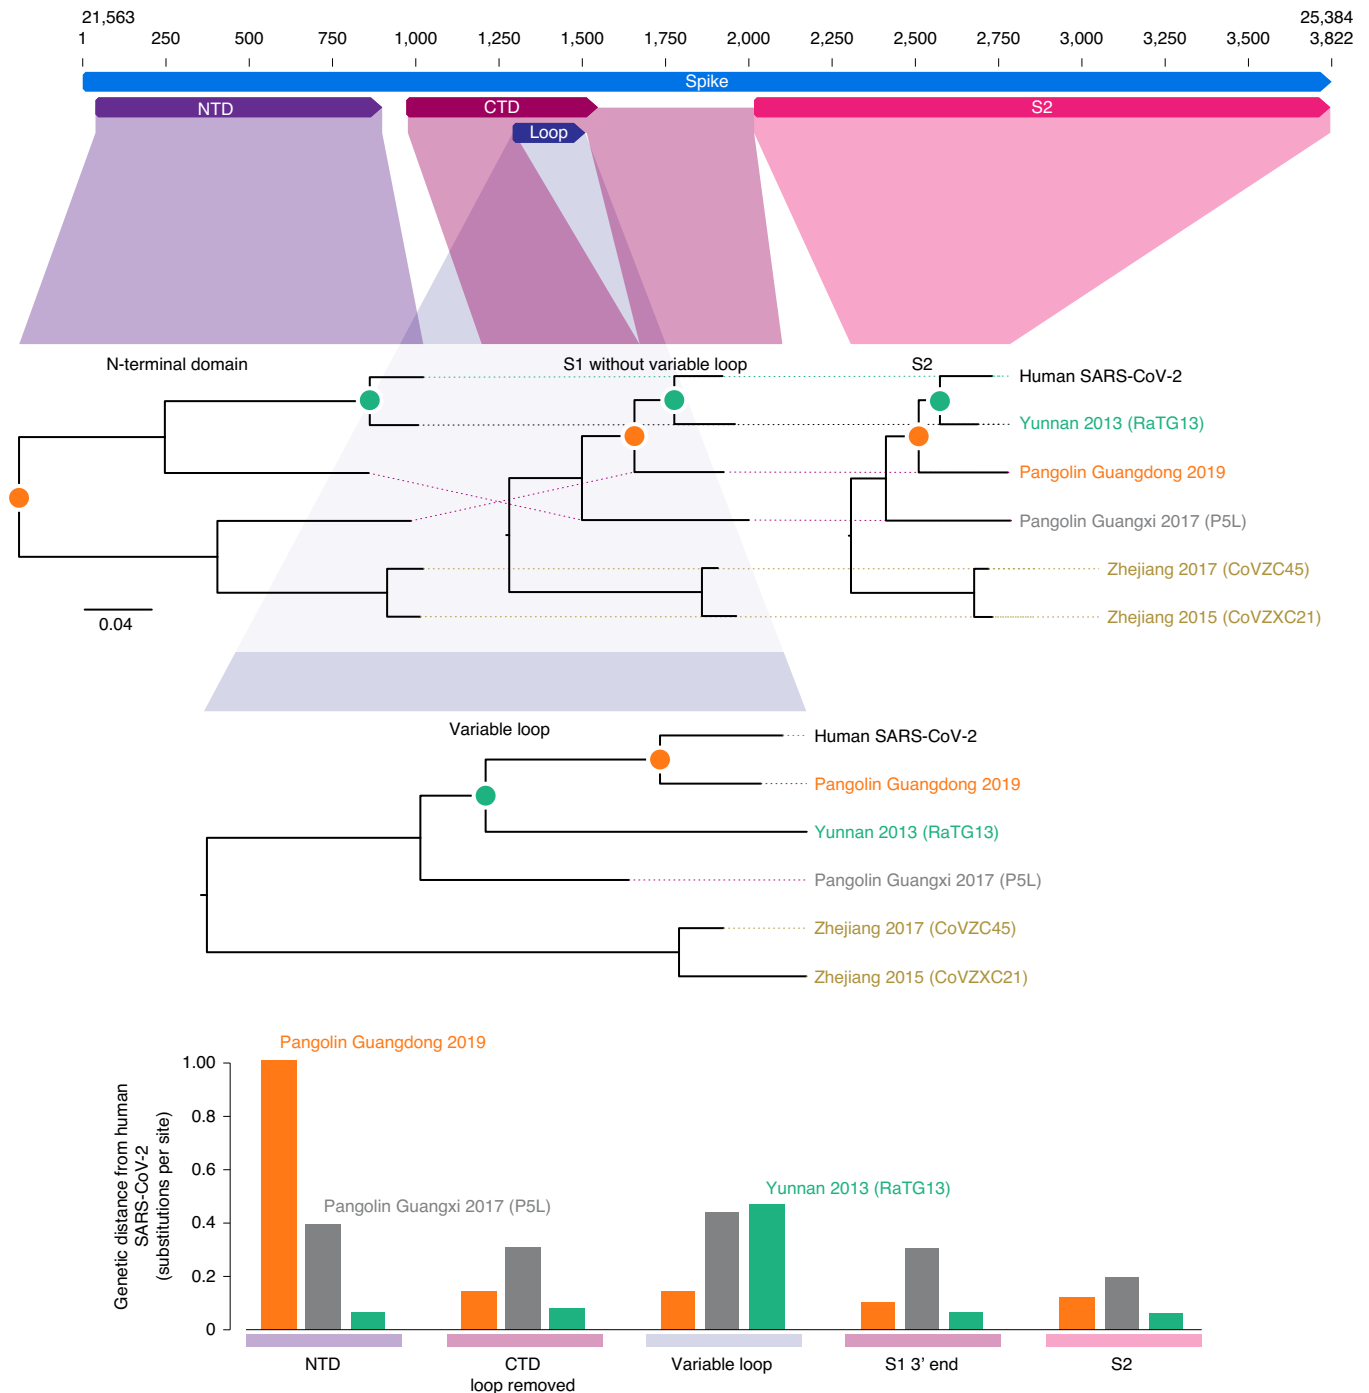 21,563
25,384
1
250
500
750
1,000
1,250
1,500
1,750
2,000
2,250
2,500
2,750
3,000
3,250
3,500
3,822
Spike
NTD
CTD
S2
Loop
N-terminal domain
S1 without variable loop
S2
Human SARS-CoV-2
Yunnan 2013 (RaTG13)
Pangolin Guangdong 2019
Pangolin Guangxi 2017 (P5L)
Zhejiang 2017 (CoVZC45)
Zhejiang 2015 (CoVZXC21)
0.04
Variable loop
Human SARS-CoV-2
Pangolin Guangdong 2019
Yunnan 2013 (RaTG13)
Pangolin Guangxi 2017 (P5L)
Zhejiang 2017 (CoVZC45)
Zhejiang 2015 (CoVZXC21)
Genetic distance from human
SARS-CoV-2
(substitutions per site)
1.00
0.8
0.6
0.4
0.2
0
Pangolin Guangdong 2019
Pangolin Guangxi 2017 (P5L)
Yunnan 2013 (RaTG13)
NTD
CTD
loop removed
Variable loop
S1 3’ end
S2